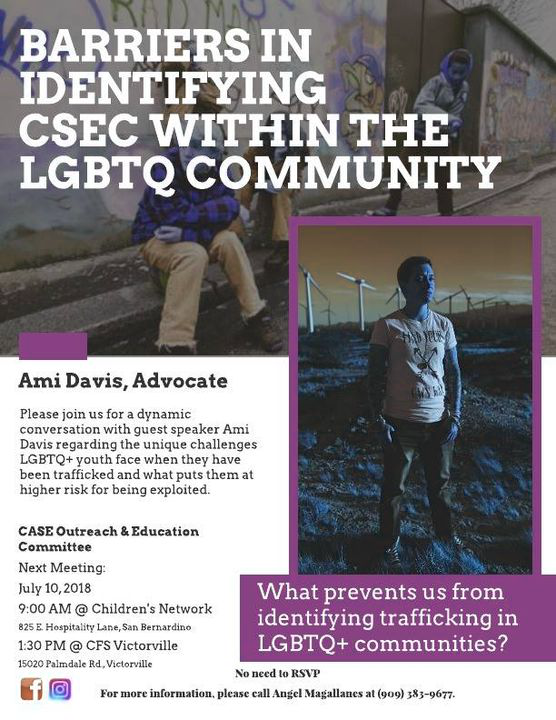 BARRIERS IN
IDENTIFYING
CSEC WITHIN THE
LGBTQ COMMUNITY
Ami Davis, Advocate
Please join us for a dynamic
conversation with guest speaker Ami
Davis regarding the unique challenges
LGBTQ+ youth face when they have
been trafficked and what puts them at
higher risk for being exploited.
CASE Outreach & Education
Committee
Next Meeting:
July 10, 2018
9:00 AM @ Children's Network
825 E. Hospitality Lane, San Bernardino
1:30 PM @ CFS Victorville
15020 Palmdale Rd., Victorville
What prevents us from
identifying trafficking in
LGBTQ+ communities?
No need to RSVP
For more information, please call Angel Magallanes at (909) 383-9677.